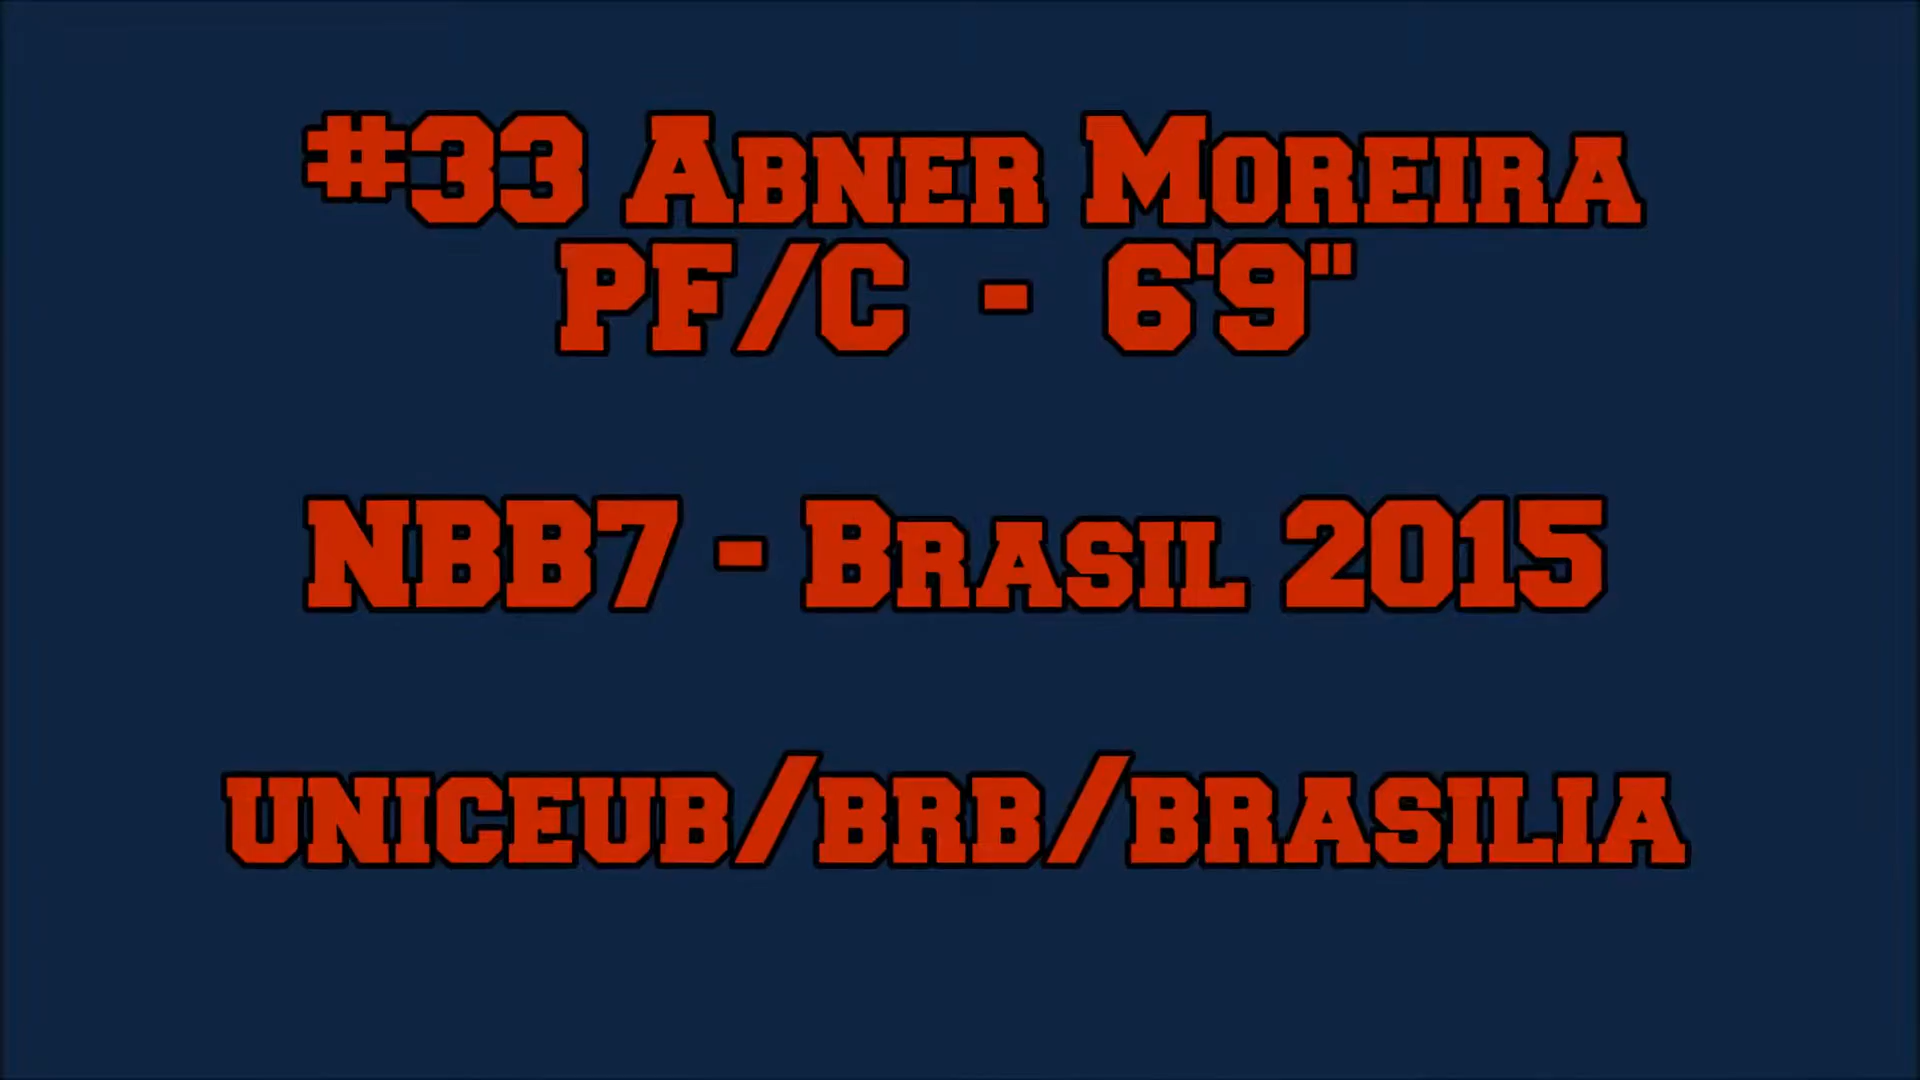 #33 Abner Moreira
PF/C - 6'9"
NBB7 - Brasil 2015
UNICEUB/BRB/BRASILIA